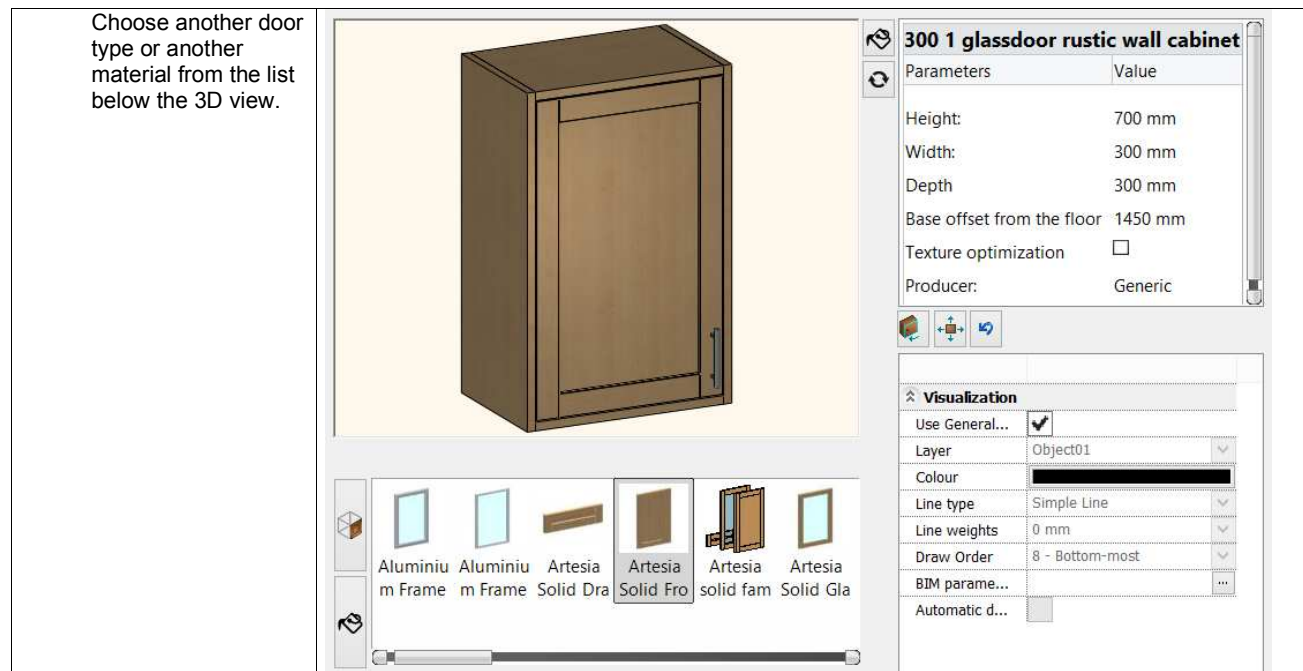 Choose another door
type or another
material from the list
below the 3D view.
300 1 glassdoor rustic wall cabinet
Parameters Value
Height: 700 mm
Width: 300 mm
Depth 300 mm
Base offset from the floor 1450 mm
Texture optimization
Producer: Generic
Visualization
Use General...
Layer Object01
Colour
Line type Simple Line
Line weights 0 mm
Draw Order 8 - Bottom-most
BIM parame... ...
Automatic d...
Aluminiu Aluminiu Artesia Artesia Artesia Artesia
m Frame m Frame Solid Dra Solid Fro solid fam Solid Gla